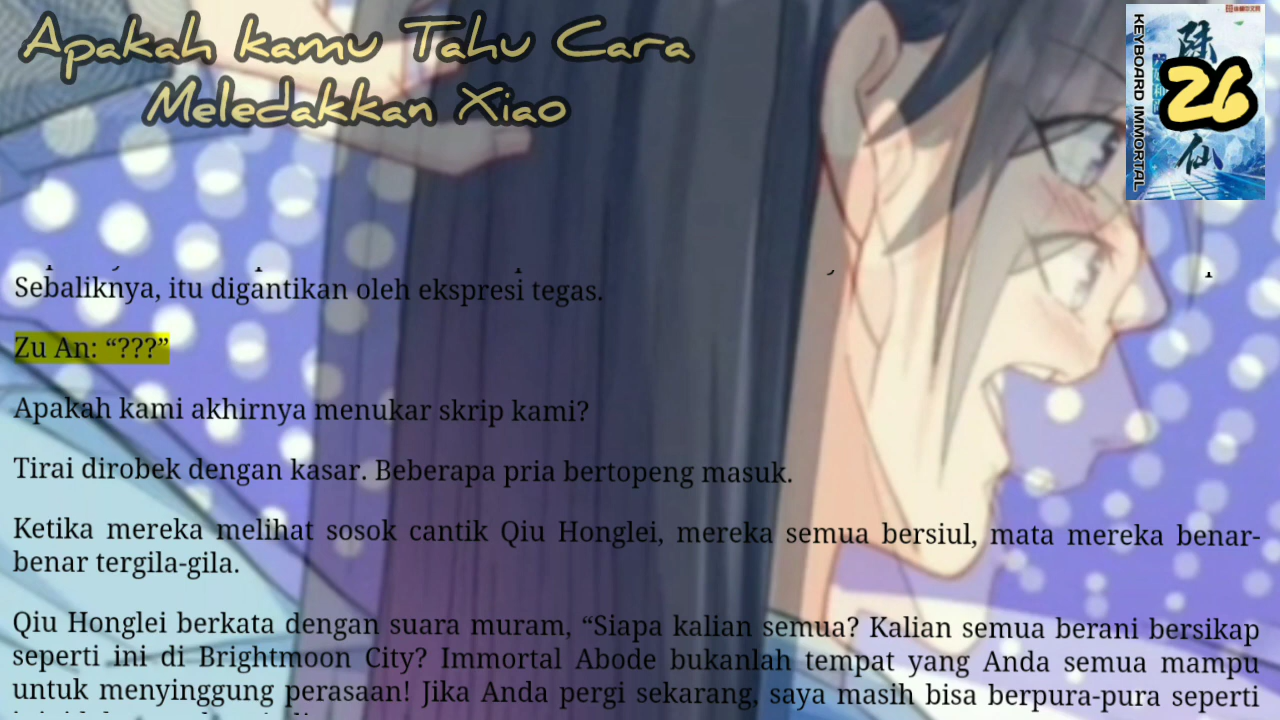 Apakah kamu Tahu Cara
Meledakkan Xiao
KEYBOARD IMMORTAL
陆
仙
26
Sebaliknya, itu digantikan oleh ekspresi tegas.
Zu An: “???”
Apakah kami akhirnya menukar skrip kami?
Tirai dirobek dengan kasar. Beberapa pria bertopeng masuk.
Ketika mereka melihat sosok cantik Qiu Honglei, mereka semua bersiul, mata mereka benar-
benar tergila-gila.
Qiu Honglei berkata dengan suara muram, “Siapa kalian semua? Kalian semua berani bersikap
seperti ini di Brightmoon City? Immortal Abode bukanlah tempat yang Anda semua mampu
untuk menyinggung perasaan! Jika Anda pergi sekarang, saya masih bisa berpura-pura seperti